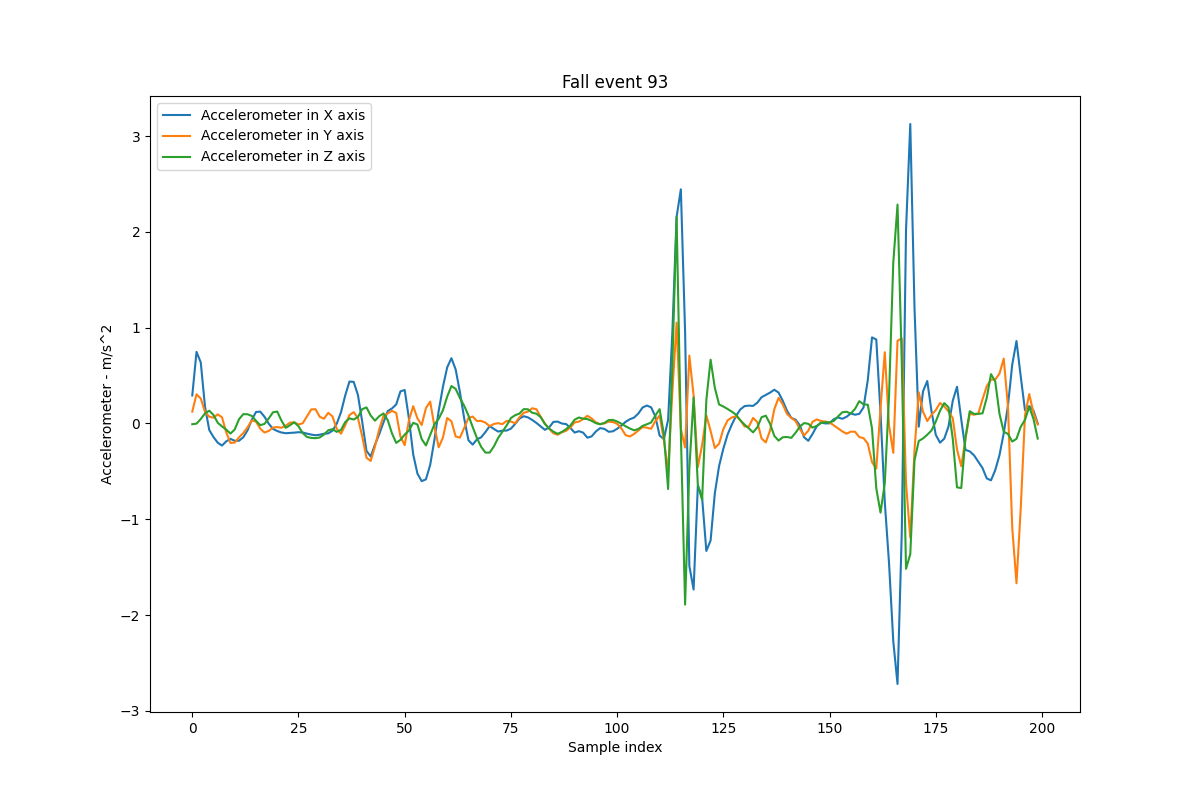 Fall event 93
Accelerometer in X axis
Accelerometer in Y axis
Accelerometer in Z axis
Accelerometer - m/s^2
3
2
1
0
−1
−2
−3
0 25 50 75 100 125 150 175 200
Sample index